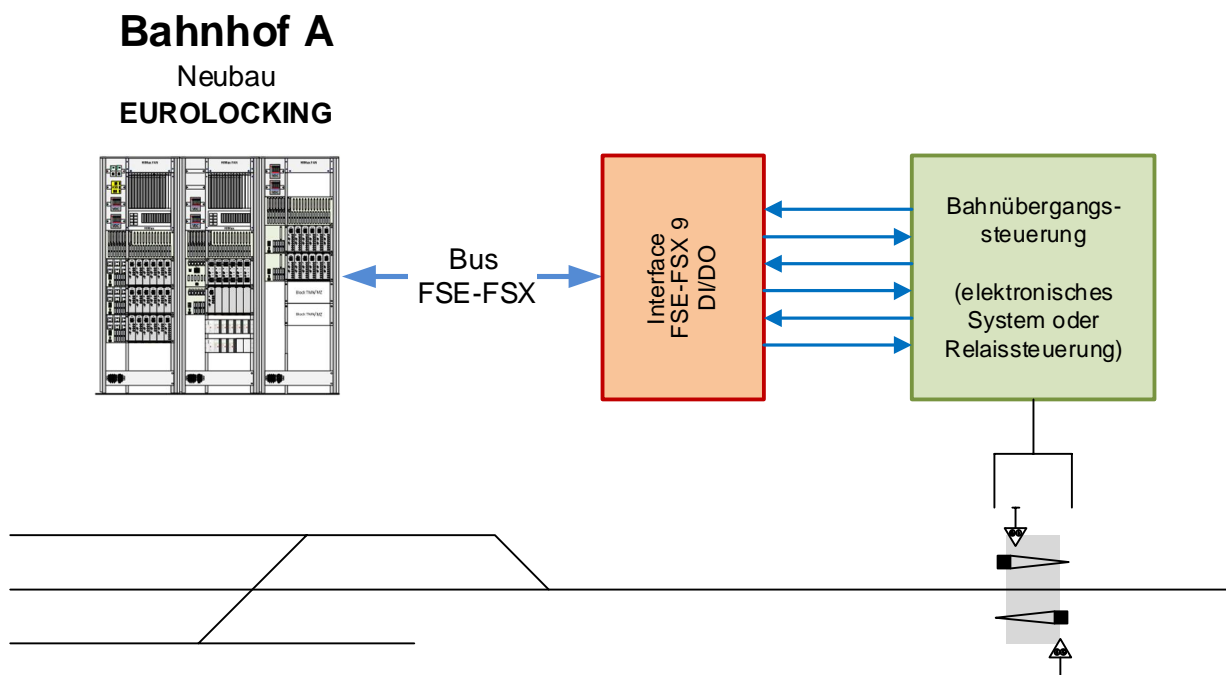 Bahnhof A
Neubau
EUROLOCKING
Bus
FSE-FSX
Interface
FSE-FSX 9
DI/DO
Bahnübergangs-
steuerung
(elektronisches
System oder
Relaissteuerung)